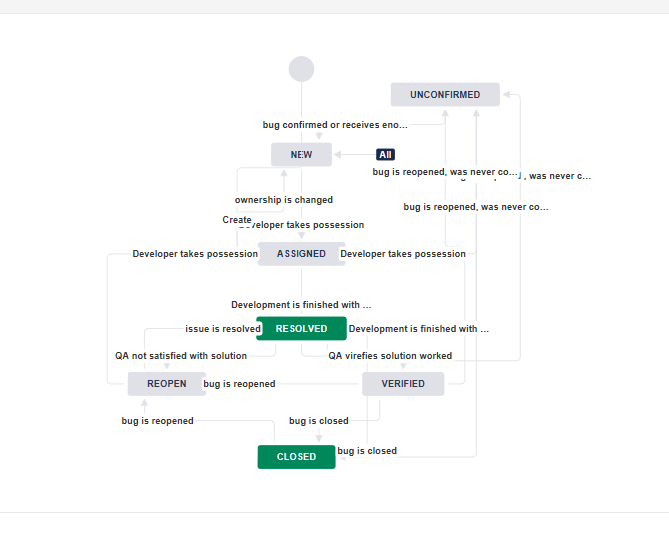 UNCONFIRMED
bug confirmed or receives eno...
NEW
All
bug is reopened, was never co...
, was never c...
ownership is changed
bug is reopened, was never co...
Create
eveloper takes possession
Developer takes possession
ASSIGNED
Developer takes possession
Development is finished with ...
issue is resolved
RESOLVED
Development is finished with ...
QA not satisfied with solution
QA virefies solution worked
REOPEN
bug is reopened
VERIFIED
bug is reopened
bug is closed
bug is closed
CLOSED